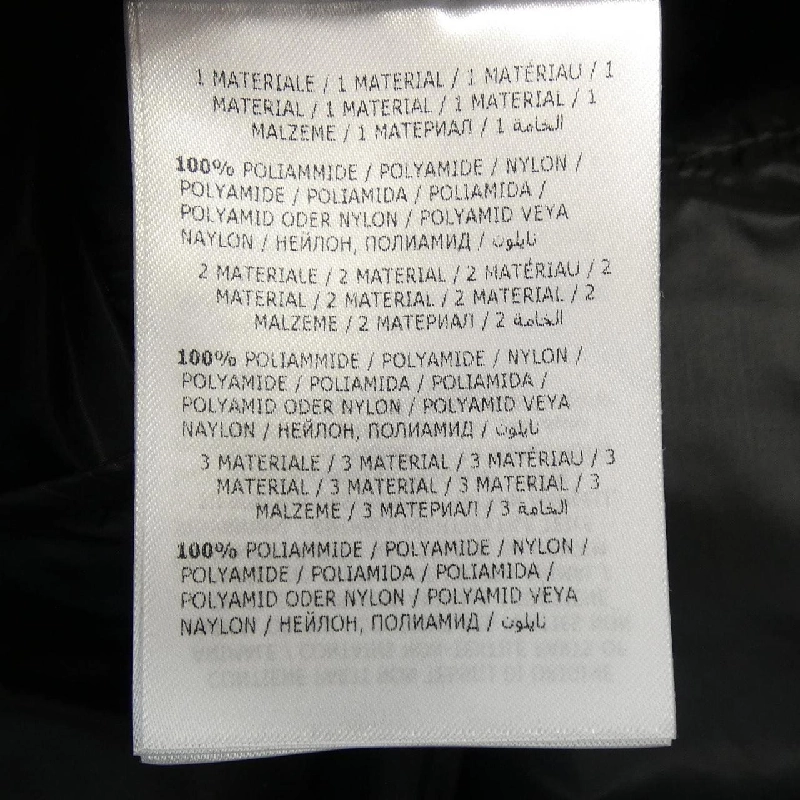 1 MATERIALE / 1 MATERIAL / 1 MATÉRIAU / 1
MATERIAL / 1 MATERIAL / 1 MATERIAL / 1
MALZEME / 1 МАТЕРИАЛ / 1 الخامة
100% POLIAMMIDE / POLYAMIDE / NYLON /
POLYAMIDE / POLIAMIDA / POLIAMIDA /
POLYAMID ODER NYLON / POLYAMID VEYA
NAYLON / НЕЙЛОН, ПОЛИАМИД / نايلون
2 MATERIALE / 2 MATERIAL / 2 MATÉRIAU / 2
MATERIAL / 2 MATERIAL / 2 MATERIAL / 2
MALZEME / 2 МАТЕРИАЛ / 2 الخامة
100% POLIAMMIDE / POLYAMIDE / NYLON /
POLYAMIDE / POLIAMIDA / POLIAMIDA /
POLYAMID ODER NYLON / POLYAMID VEYA
NAYLON / НЕЙЛОН, ПОЛИАМИД / نايلون
3 MATERIALE / 3 MATERIAL / 3 MATÉRIAU / 3
MATERIAL / 3 MATERIAL / 3 MATERIAL / 3
MALZEME / 3 МАТЕРИАЛ / 3 الخامة
100% POLIAMMIDE / POLYAMIDE / NYLON /
POLYAMIDE / POLIAMIDA / POLIAMIDA /
POLYAMID ODER NYLON / POLYAMID VEYA
NAYLON / НЕЙЛОН, ПОЛИАМИД / نايلون